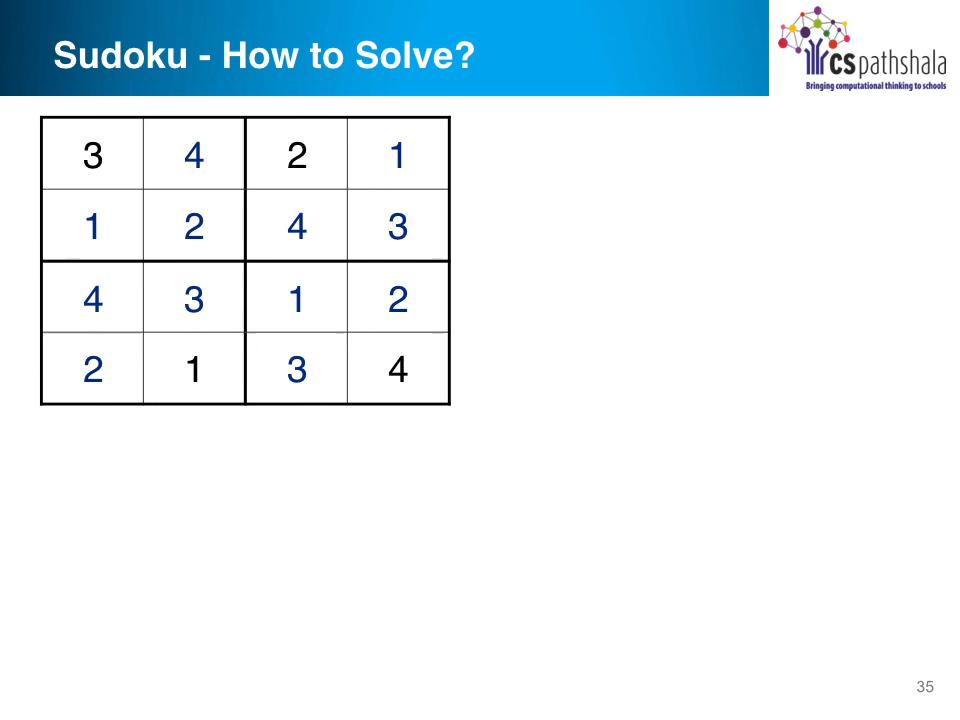 Sudoku - How to Solve?
CSpathshala
Bringing computational thinking to schools
3 4 2 1
1 2 4 3
4 3 1 2
2 1 3 4
35